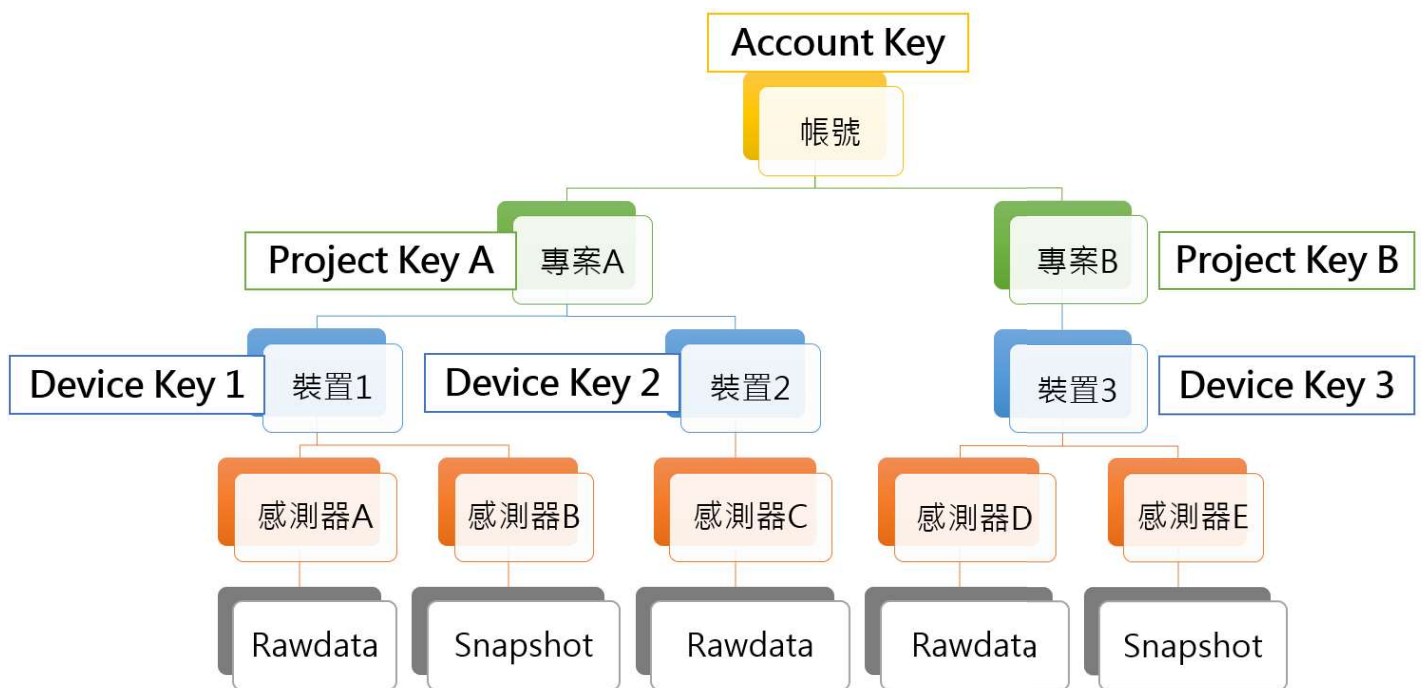 Account Key
帳號
Project Key A
專案A
專案B
Project Key B
Device Key 1
裝置1
Device Key 2
裝置2
裝置3
Device Key 3
感測器A
感測器B
感測器C
感測器D
感測器E
Rawdata
Snapshot
Rawdata
Rawdata
Snapshot